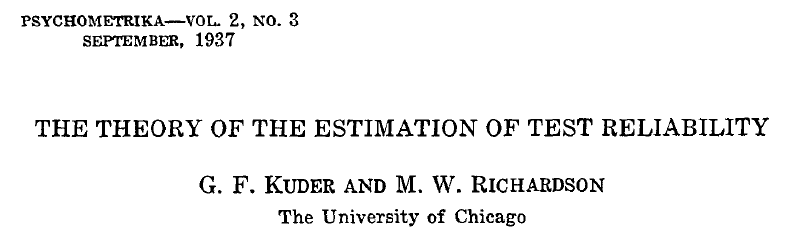 PSYCHOMETRIKA—VOL. 2, NO. 3
SEPTEMBER, 1937
THE THEORY OF THE ESTIMATION OF TEST RELIABILITY
G. F. KUDER AND M. W. RICHARDSON
The University of Chicago